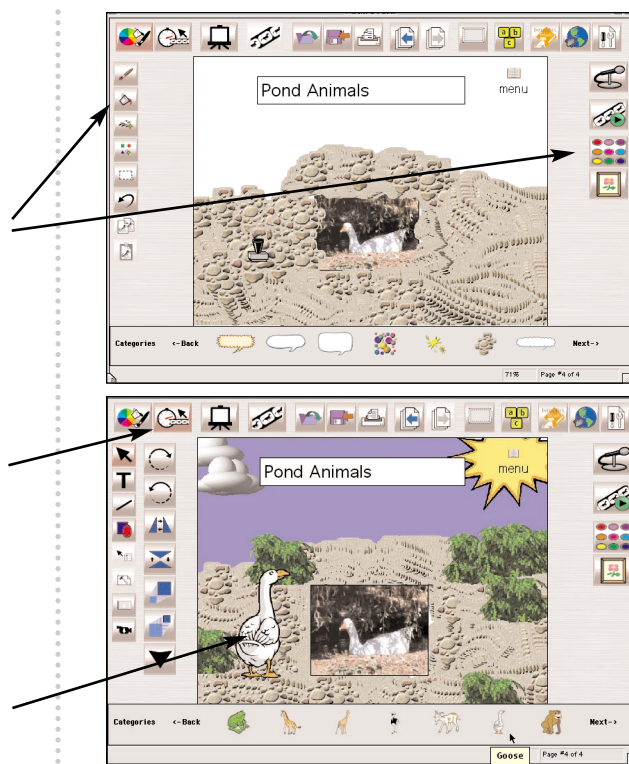 a b
c
Pond Animals
menu
Categories <-Back Next->
71% Page #4 of 4
a b
c
T
Pond Animals
menu
Categories <-Back Next->
Goose Page #4 of 4